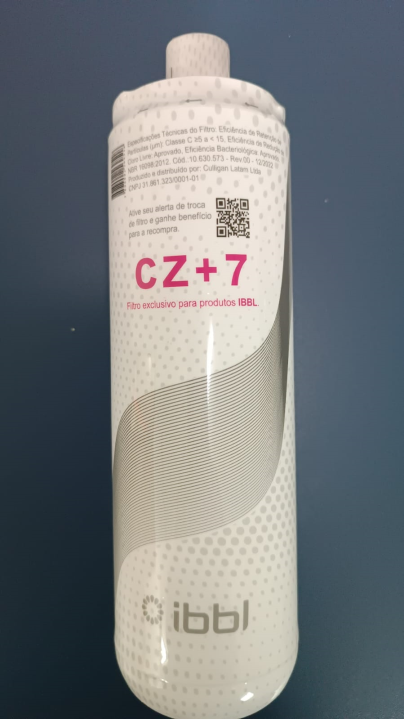 Especificações Técnicas do Filtro: Eficiência de Retenção de
Partículas (µm): Classe C ≥5 a < 15, Eficiência de Redução de
Cloro Livre: Aprovado, Eficiência Bacteriológica: Aprovado
NBR 16098:2012. Cód.:10.630.573 - Rev.00 - 12/2022
Produzido e distribuído por: Culligan Latam Ltda
CNPJ 31.861.323/0001-01
Ative seu alerta de troca
de filtro e ganhe benefício
para a recompra.
CZ+7
Filtro exclusivo para produtos IBBL.
ibbl